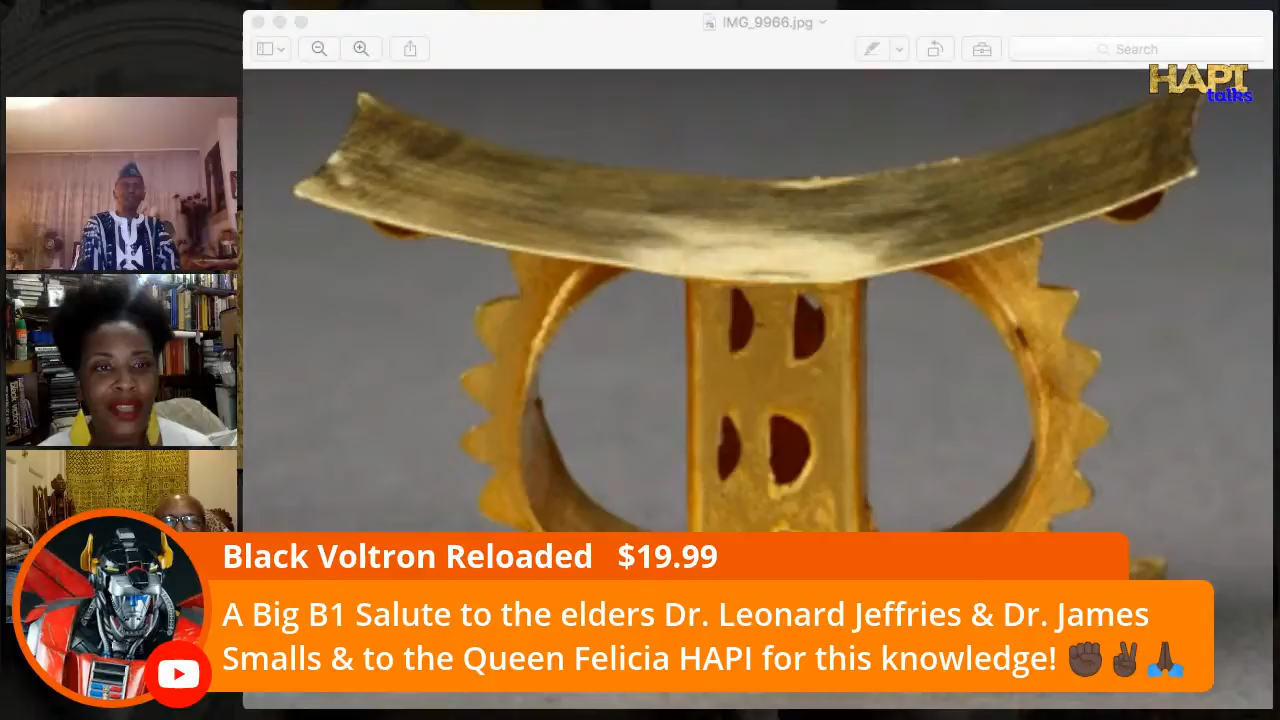 IMG_9966.jpg
Search
HAPI
talks
Black Voltron Reloaded $19.99
A Big B1 Salute to the elders Dr. Leonard Jeffries & Dr. James
Smalls & to the Queen Felicia HAPI for this knowledge! ✊🏿✌🏿🙏🏿